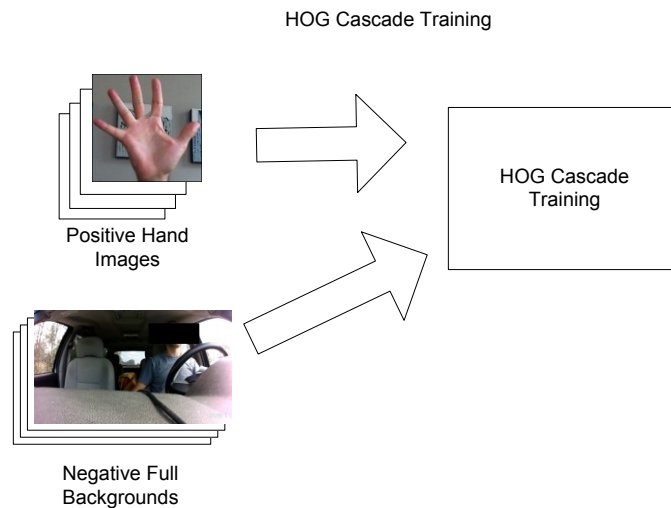 HOG Cascade Training
Positive Hand
Images
HOG Cascade
Training
Negative Full
Backgrounds